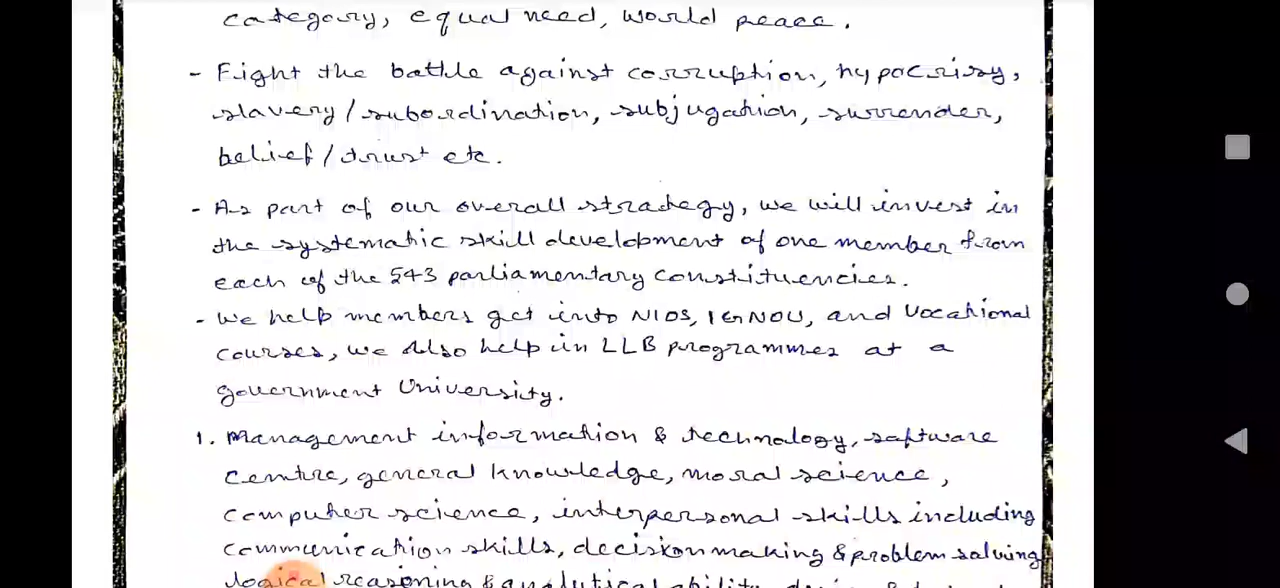 category, equal need, world peace.
- Fight the battle against corruption, hypocrisy,
slavery/subordination, subjugation, surrender,
belief/trust etc.
- As part of our overall strategy, we will invest in
the systematic skill development of one member from
each of the 543 parliamentary constituencies.
- We help members get into NIOS, IGNOU, and vocational
courses, we also help in LLB programmes at a
government University.
1. Management information & technology, software
centre, general knowledge, moral science,
computer science, interpersonal skills including
communication skills, decision making & problem solving,
logical reasoning & analytical ability